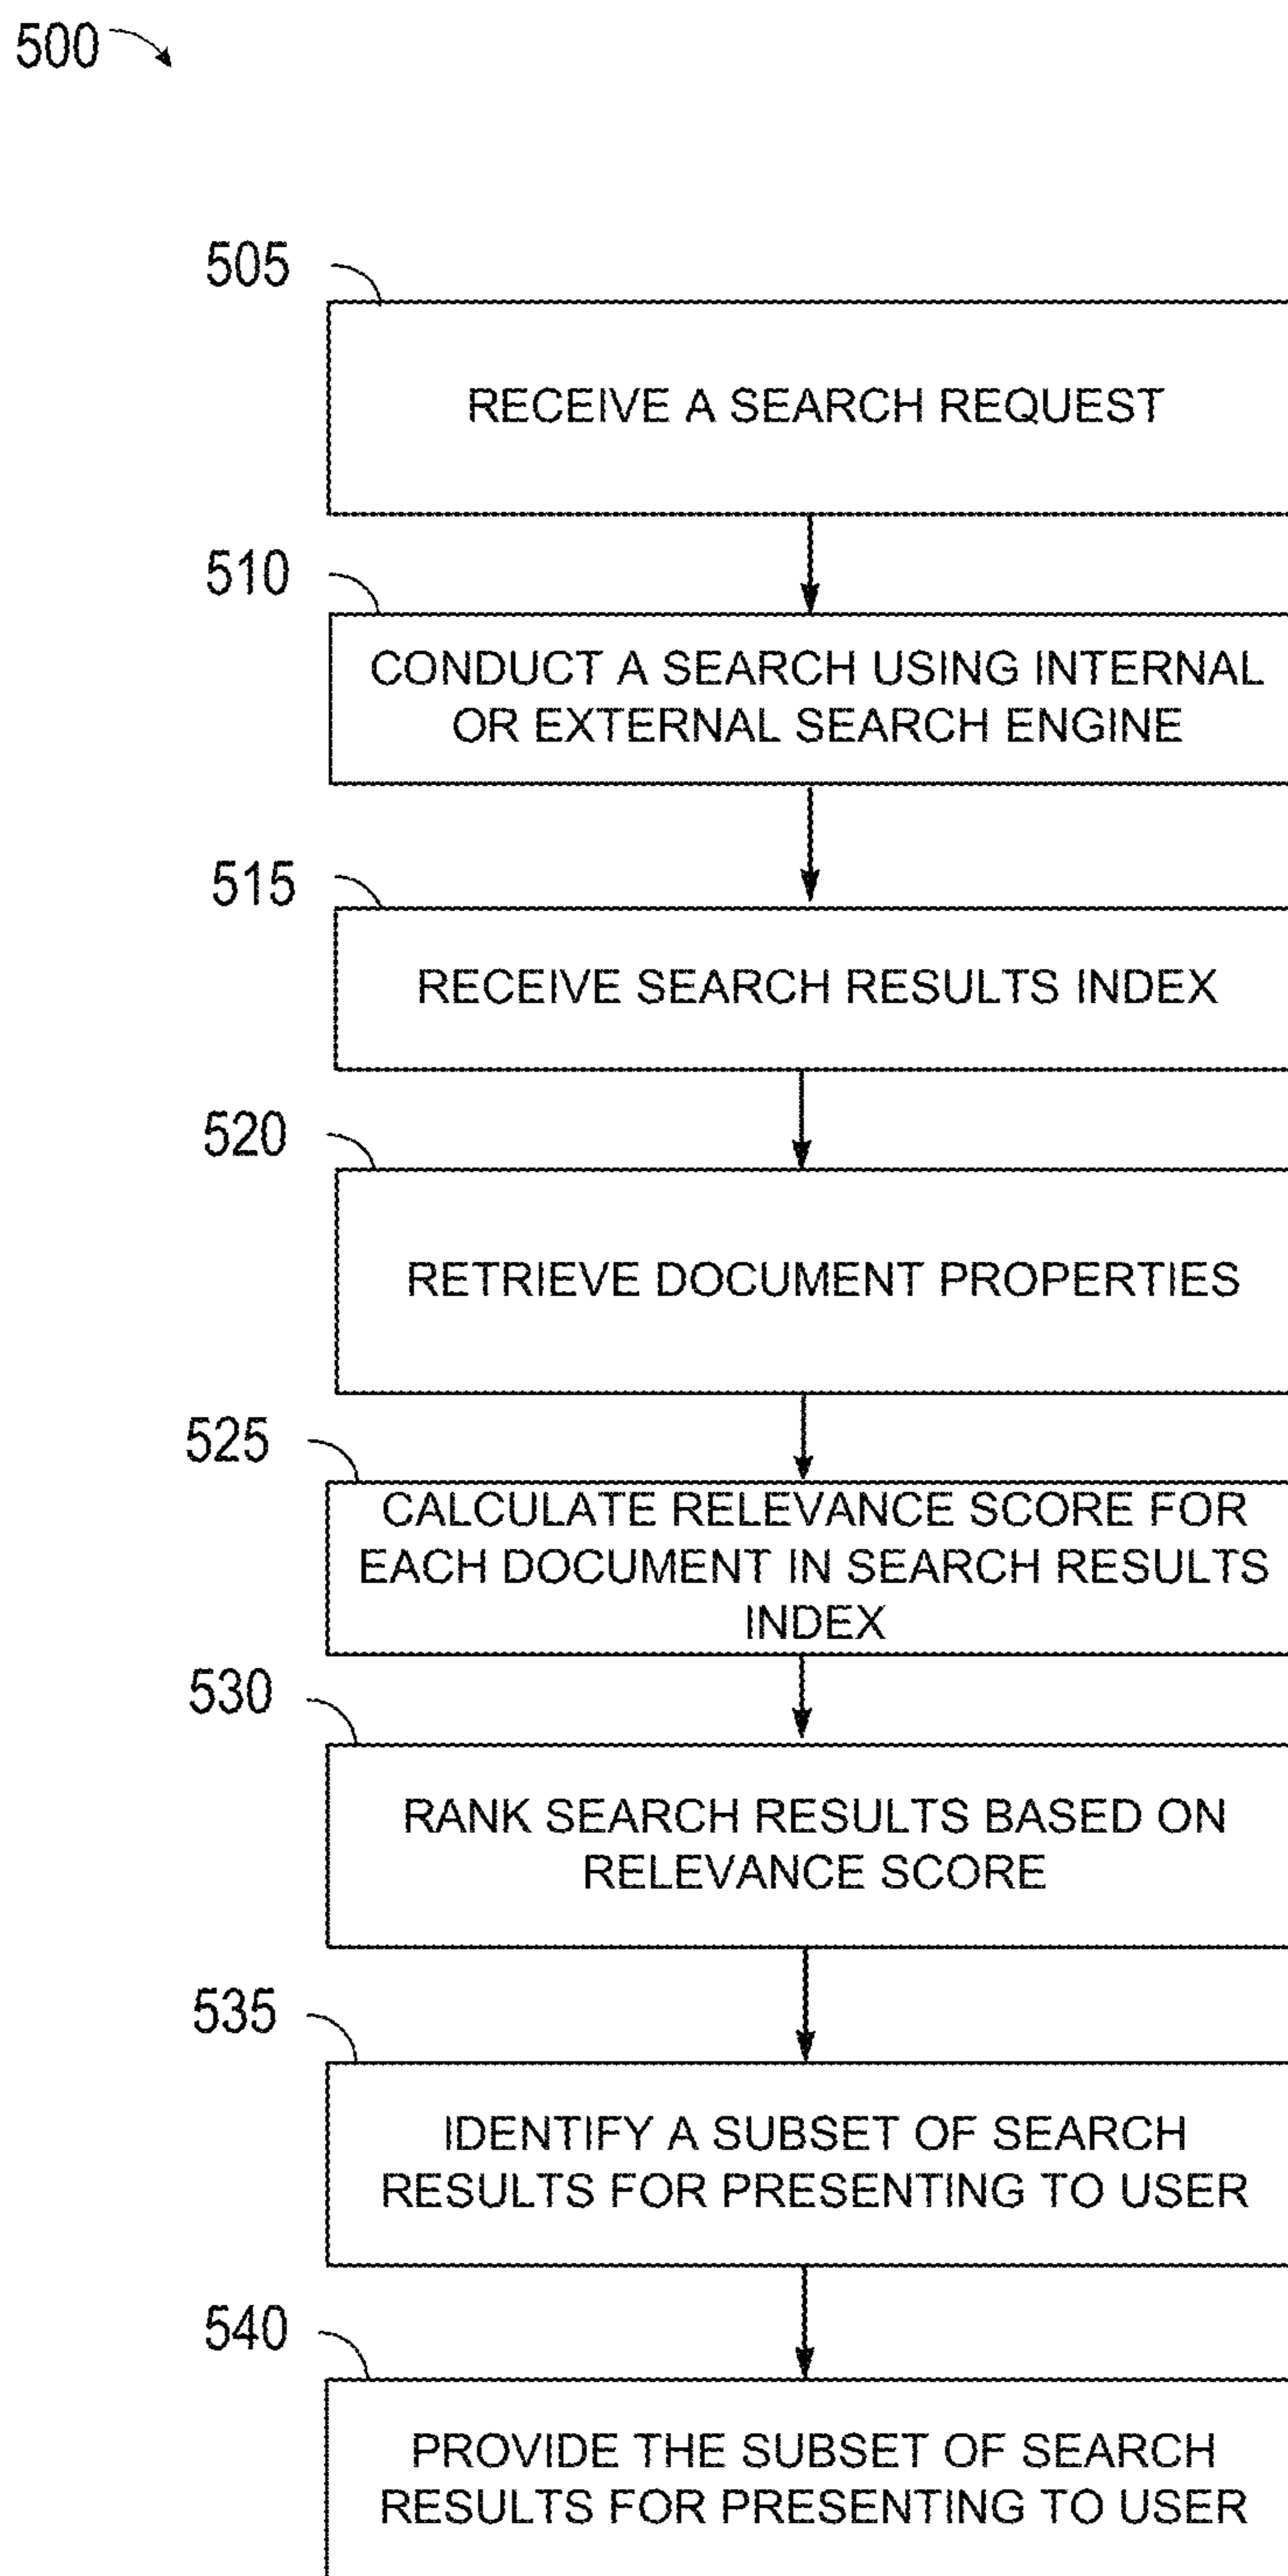 500
505
RECEIVE A SEARCH REQUEST
510
CONDUCT A SEARCH USING INTERNAL
OR EXTERNAL SEARCH ENGINE
515
RECEIVE SEARCH RESULTS INDEX
520
RETRIEVE DOCUMENT PROPERTIES
525
CALCULATE RELEVANCE SCORE FOR
EACH DOCUMENT IN SEARCH RESULTS
INDEX
530
RANK SEARCH RESULTS BASED ON
RELEVANCE SCORE
535
IDENTIFY A SUBSET OF SEARCH
RESULTS FOR PRESENTING TO USER
540
PROVIDE THE SUBSET OF SEARCH
RESULTS FOR PRESENTING TO USER